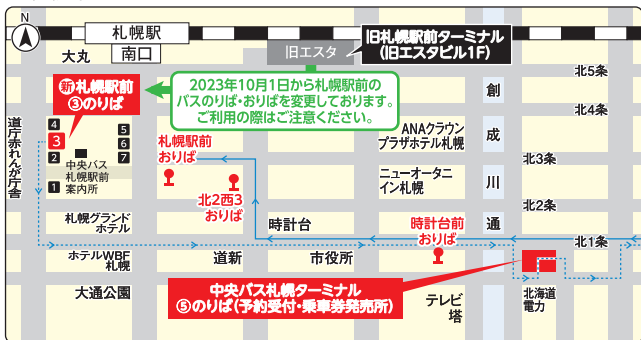 N
札幌駅
南口
大丸
旧エスタ
旧札幌駅前ターミナル
(旧エスタビル1F)
北5条
新札幌駅前
③のりば
2023年10月1日から札幌駅前の
バスのりば・おりばを変更しております。
ご利用の際はご注意ください。
創
成
川
通
北4条
道庁赤れんが庁舎
4
3
2
1
5
6
7
中央バス
札幌駅前
案内所
札幌駅前
おりば
北2西3
おりば
ANAクラウン
プラザホテル札幌
北3条
ニューオータニ
イン札幌
北2条
札幌グランド
ホテル
時計台
時計台前
おりば
北1条
ホテルWBF
札幌
道新
市役所
大通公園
中央バス札幌ターミナル
⑤のりば(予約受付・乗車券発売所)
テレビ
塔
北海道
電力